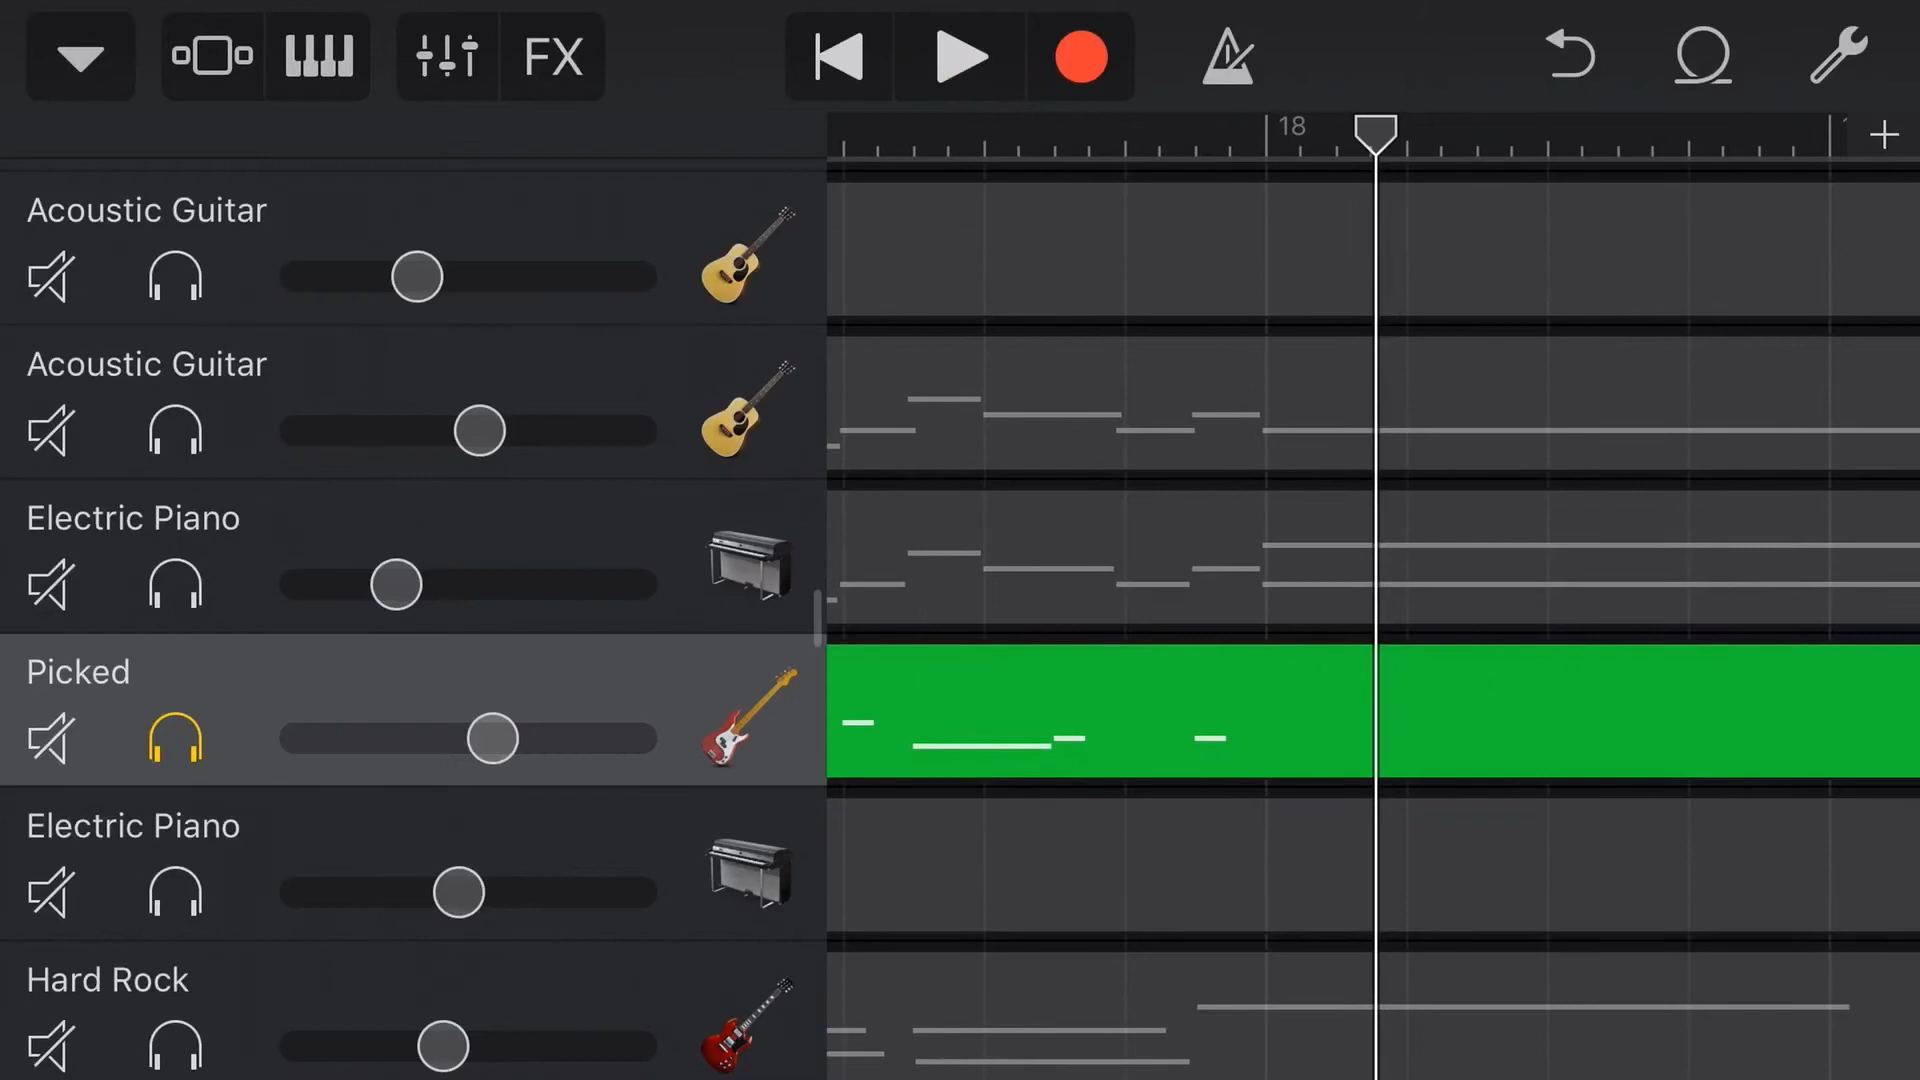 FX
18
Acoustic Guitar
Acoustic Guitar
Electric Piano
Picked
Electric Piano
Hard Rock